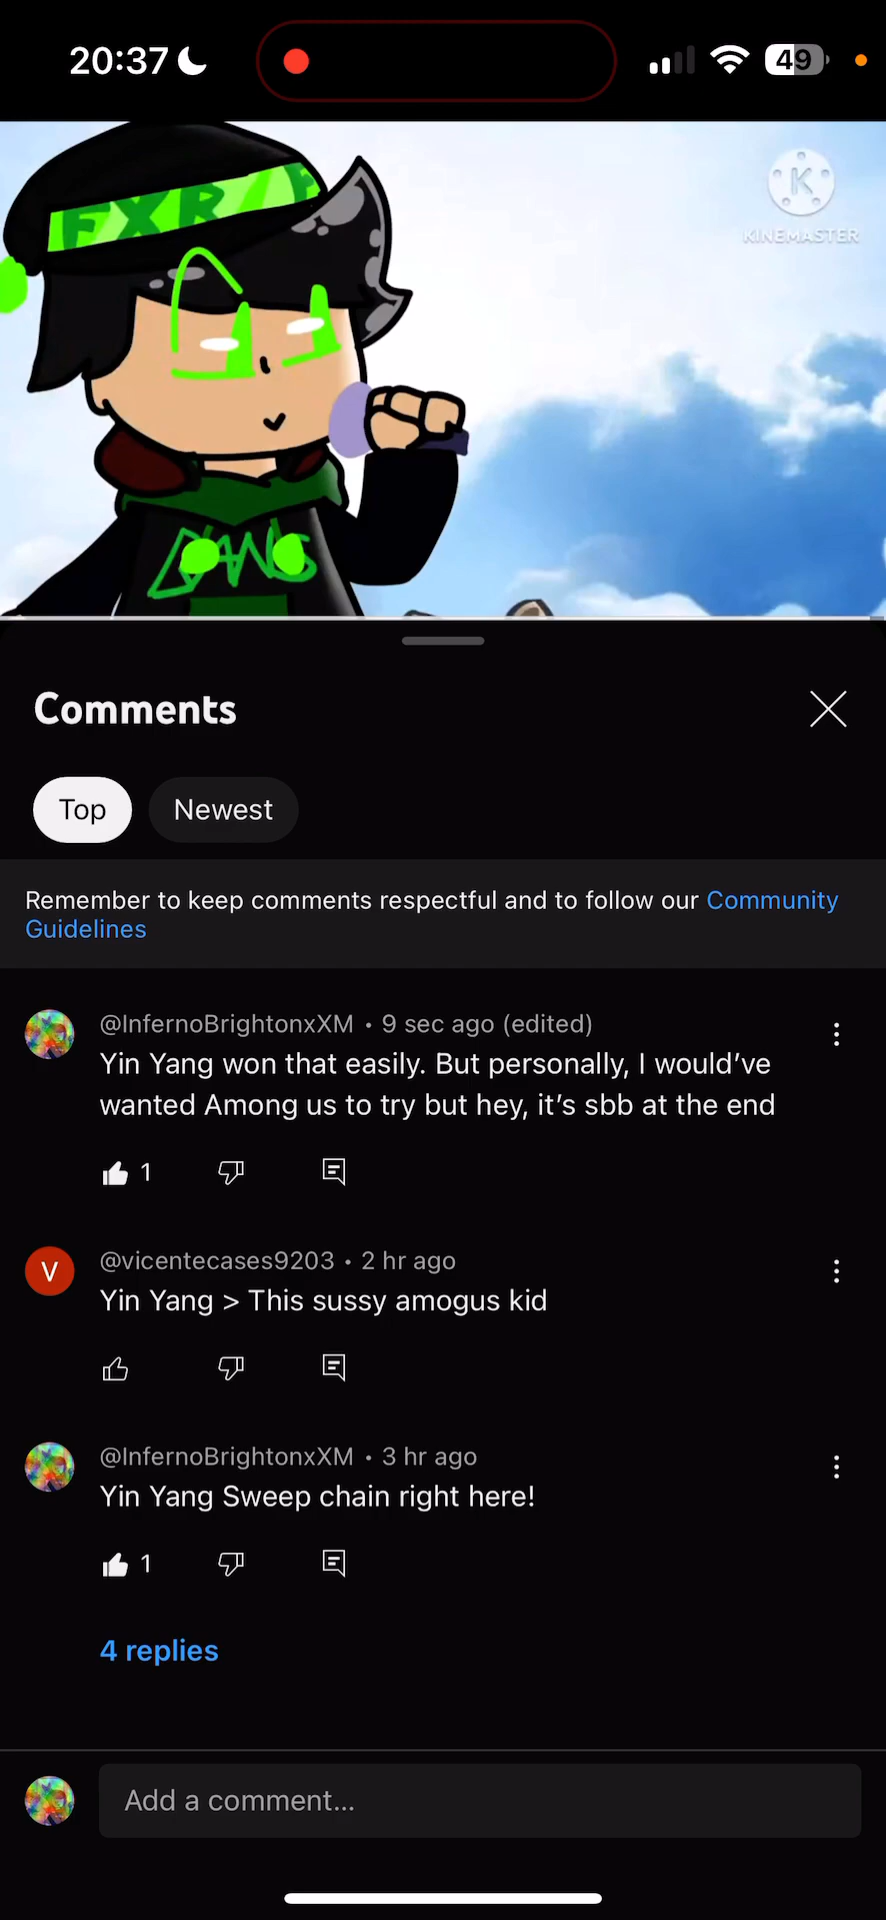 20:37
49
FXR
K
KINEMASTER
Comments
Top
Newest
Remember to keep comments respectful and to follow our Community
Guidelines
@InfernoBrightonxXM • 9 sec ago (edited)
Yin Yang won that easily. But personally, I would’ve
wanted Among us to try but hey, it’s sbb at the end
1
V
@vicentecases9203 • 2 hr ago
Yin Yang > This sussy amogus kid
@InfernoBrightonxXM • 3 hr ago
Yin Yang Sweep chain right here!
1
4 replies
Add a comment...